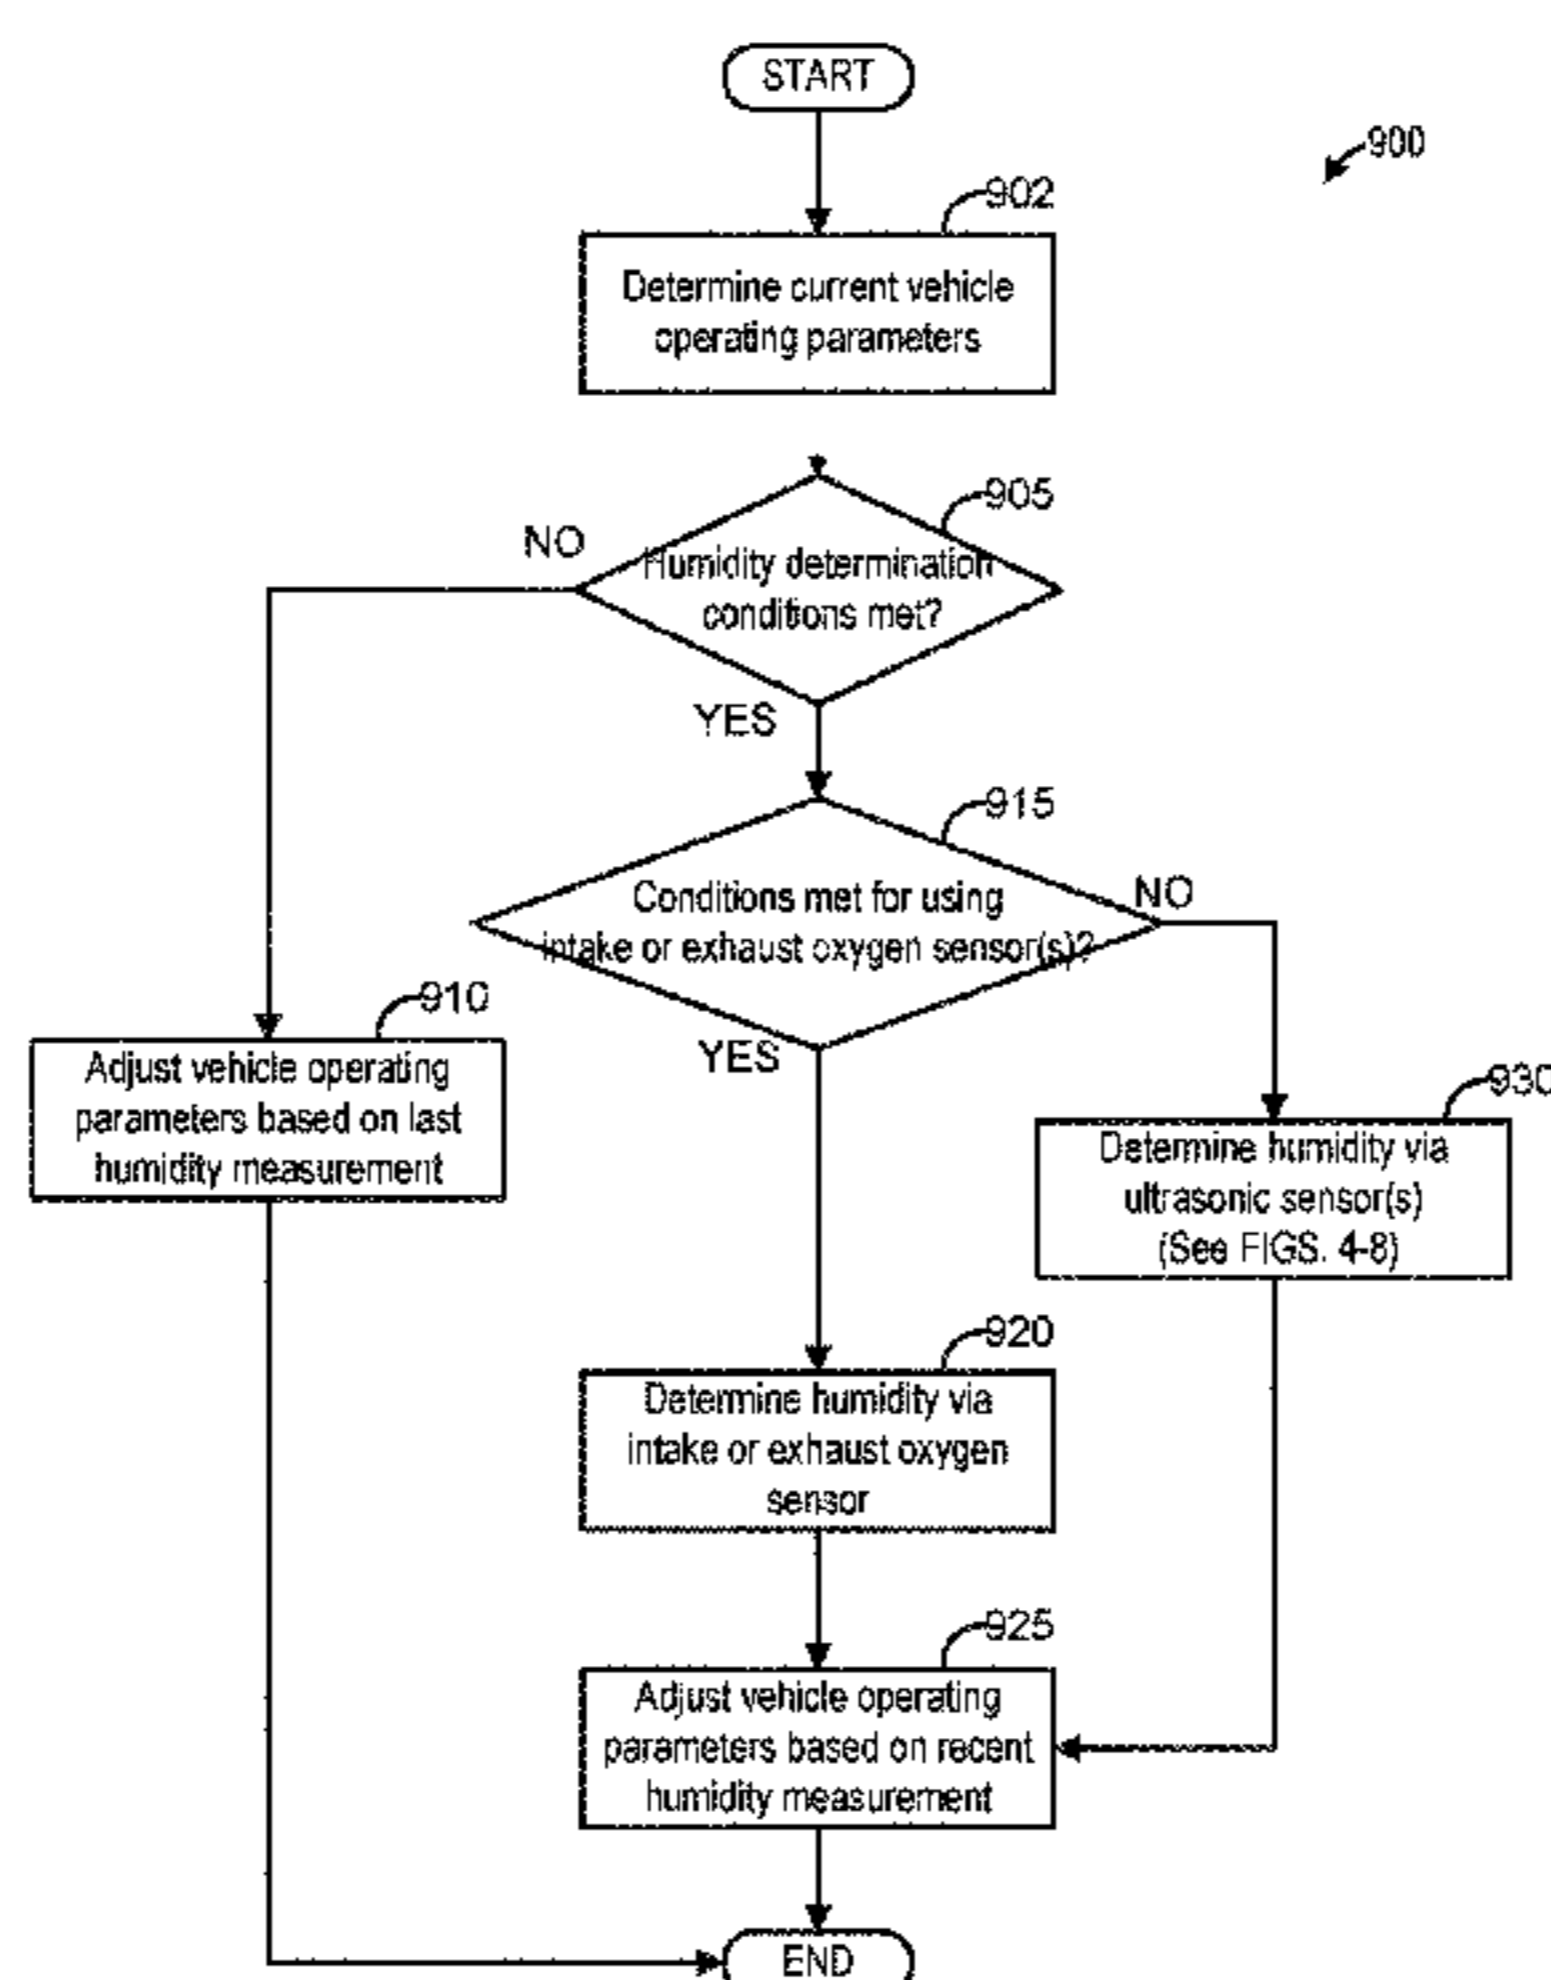 START
900
902
Determine current vehicle
operating parameters
905
NO
Humidity determination
conditions met?
YES
915
Conditions met for using
intake or exhaust oxygen sensor(s)?
NO
YES
910
Adjust vehicle operating
parameters based on last
humidity measurement
930
Determine humidity via
ultrasonic sensor(s)
(See FIGS. 4-8)
920
Determine humidity via
intake or exhaust oxygen
sensor
925
Adjust vehicle operating
parameters based on recent
humidity measurement
END